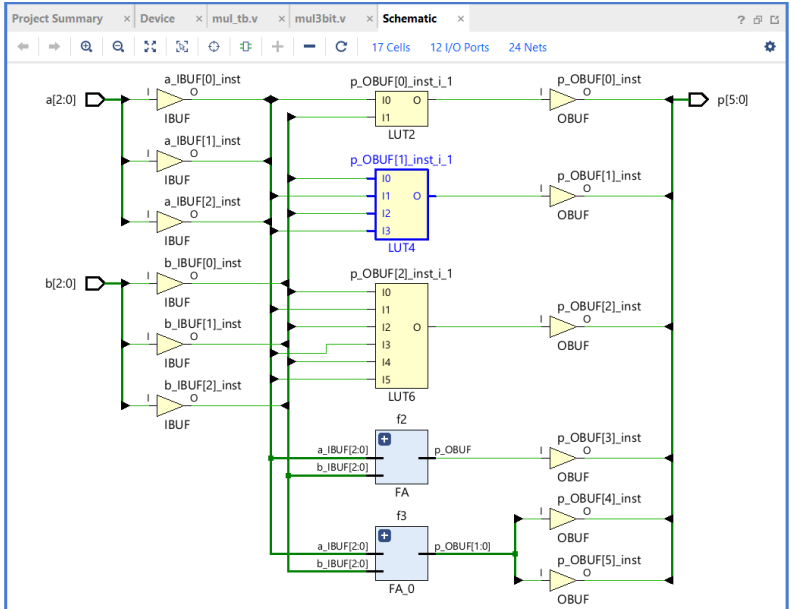 Project Summary × Device × mul_tb.v × mul3bit.v × Schematic × ?
17 Cells 12 I/O Ports 24 Nets
a[2:0]
a_IBUF[0]_inst
I O
IBUF
a_IBUF[1]_inst
I O
IBUF
a_IBUF[2]_inst
I O
IBUF
b[2:0]
b_IBUF[0]_inst
I O
IBUF
b_IBUF[1]_inst
I O
IBUF
b_IBUF[2]_inst
I O
IBUF
p_OBUF[0]_inst_i_1
I0 O
I1
LUT2
p_OBUF[1]_inst_i_1
I0
I1 O
I2
I3
LUT4
p_OBUF[2]_inst_i_1
I0
I1
I2 O
I3
I4
I5
LUT6
f2
a_IBUF[2:0] p_OBUF
b_IBUF[2:0]
FA
f3
a_IBUF[2:0] p_OBUF[1:0]
b_IBUF[2:0]
FA_0
p_OBUF[0]_inst
I O
OBUF
p[5:0]
p_OBUF[1]_inst
I O
OBUF
p_OBUF[2]_inst
I O
OBUF
p_OBUF[3]_inst
I O
OBUF
p_OBUF[4]_inst
I O
OBUF
p_OBUF[5]_inst
I O
OBUF